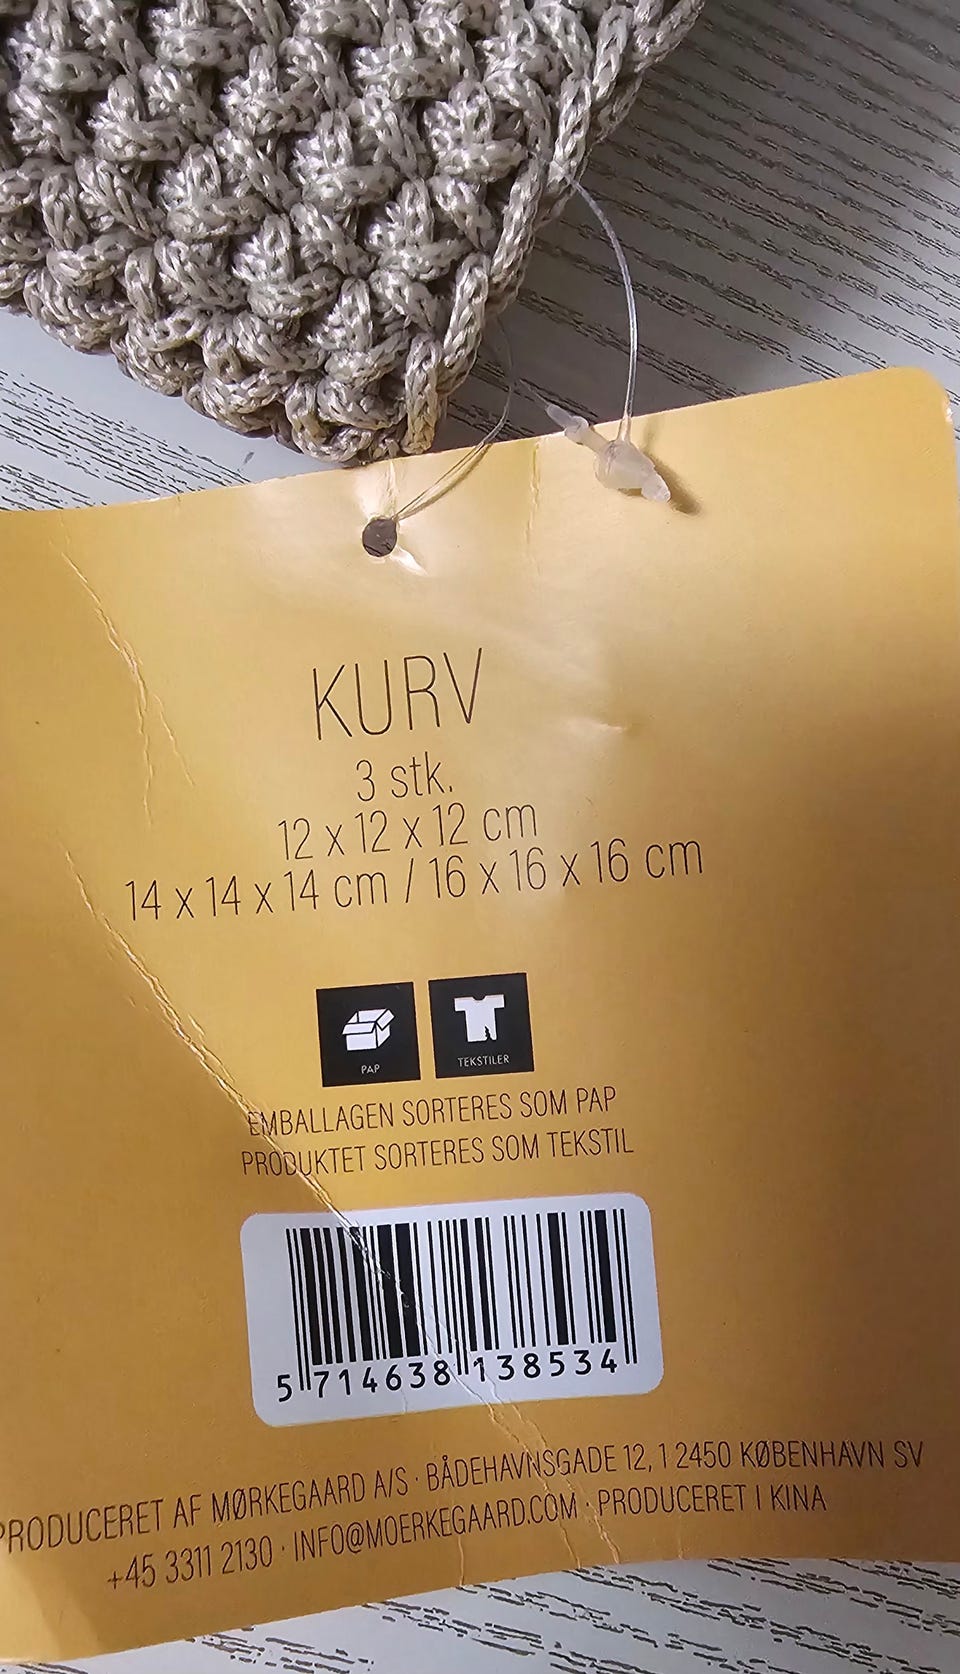 KURV
3 stk.
12 x 12 x 12 cm
14 x 14 x 14 cm / 16 x 16 x 16 cm
PAP
TEKSTILER
EMBALLAGEN SORTERES SOM PAP
PRODUKTET SORTERES SOM TEKSTIL
5 714638 138534
PRODUCERET AF MØRKEGAARD A/S · BÅDEHAVNSGADE 12, 1 2450 KØBENHAVN SV
+45 3311 2130 · INFO@MOERKEGAARD.COM · PRODUCERET I KINA